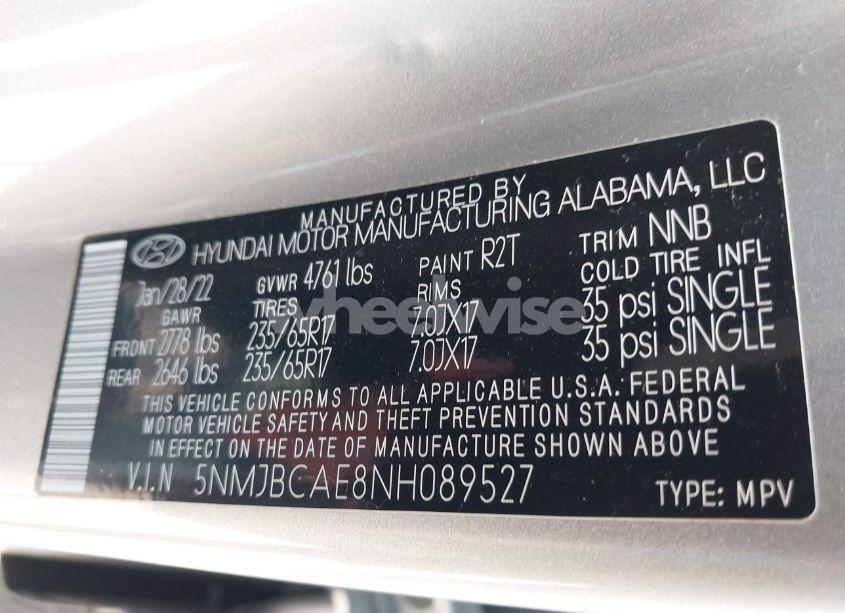 MANUFACTURED BY
HYUNDAI MOTOR MANUFACTURING ALABAMA, LLC
Jan/28/22 GVWR 4761 lbs PAINT R2T TRIM NNB
GAWR TIRES RIMS COLD TIRE INFL
FRONT 2778 lbs 235/65R17 7.0JX17 35 psi SINGLE
REAR 2646 lbs 235/65R17 7.0JX17 35 psi SINGLE
THIS VEHICLE CONFORMS TO ALL APPLICABLE U.S.A. FEDERAL
MOTOR VEHICLE SAFETY AND THEFT PREVENTION STANDARDS
IN EFFECT ON THE DATE OF MANUFACTURE SHOWN ABOVE
V.I.N 5NMJBCAE8NH089527 TYPE: MPV
wheelwise